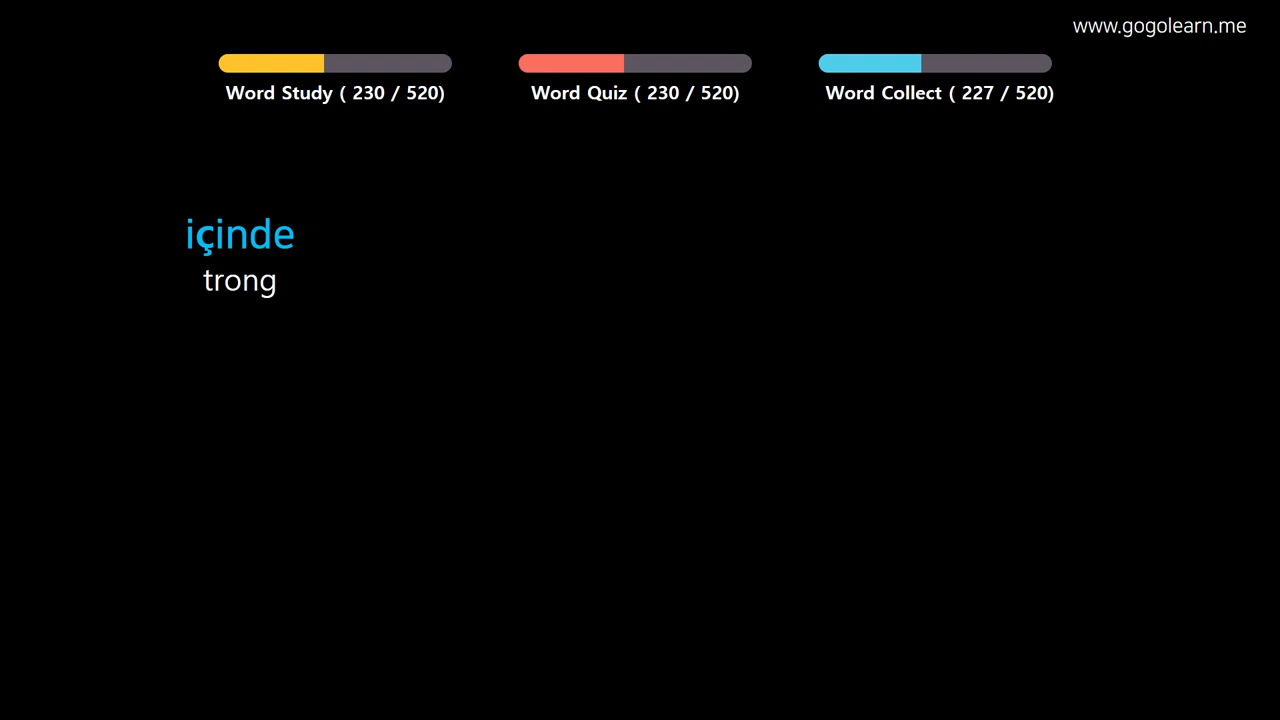 www.gogolearn.me
Word Study ( 230 / 520)
Word Quiz ( 230 / 520)
Word Collect ( 227 / 520)
içinde
trong